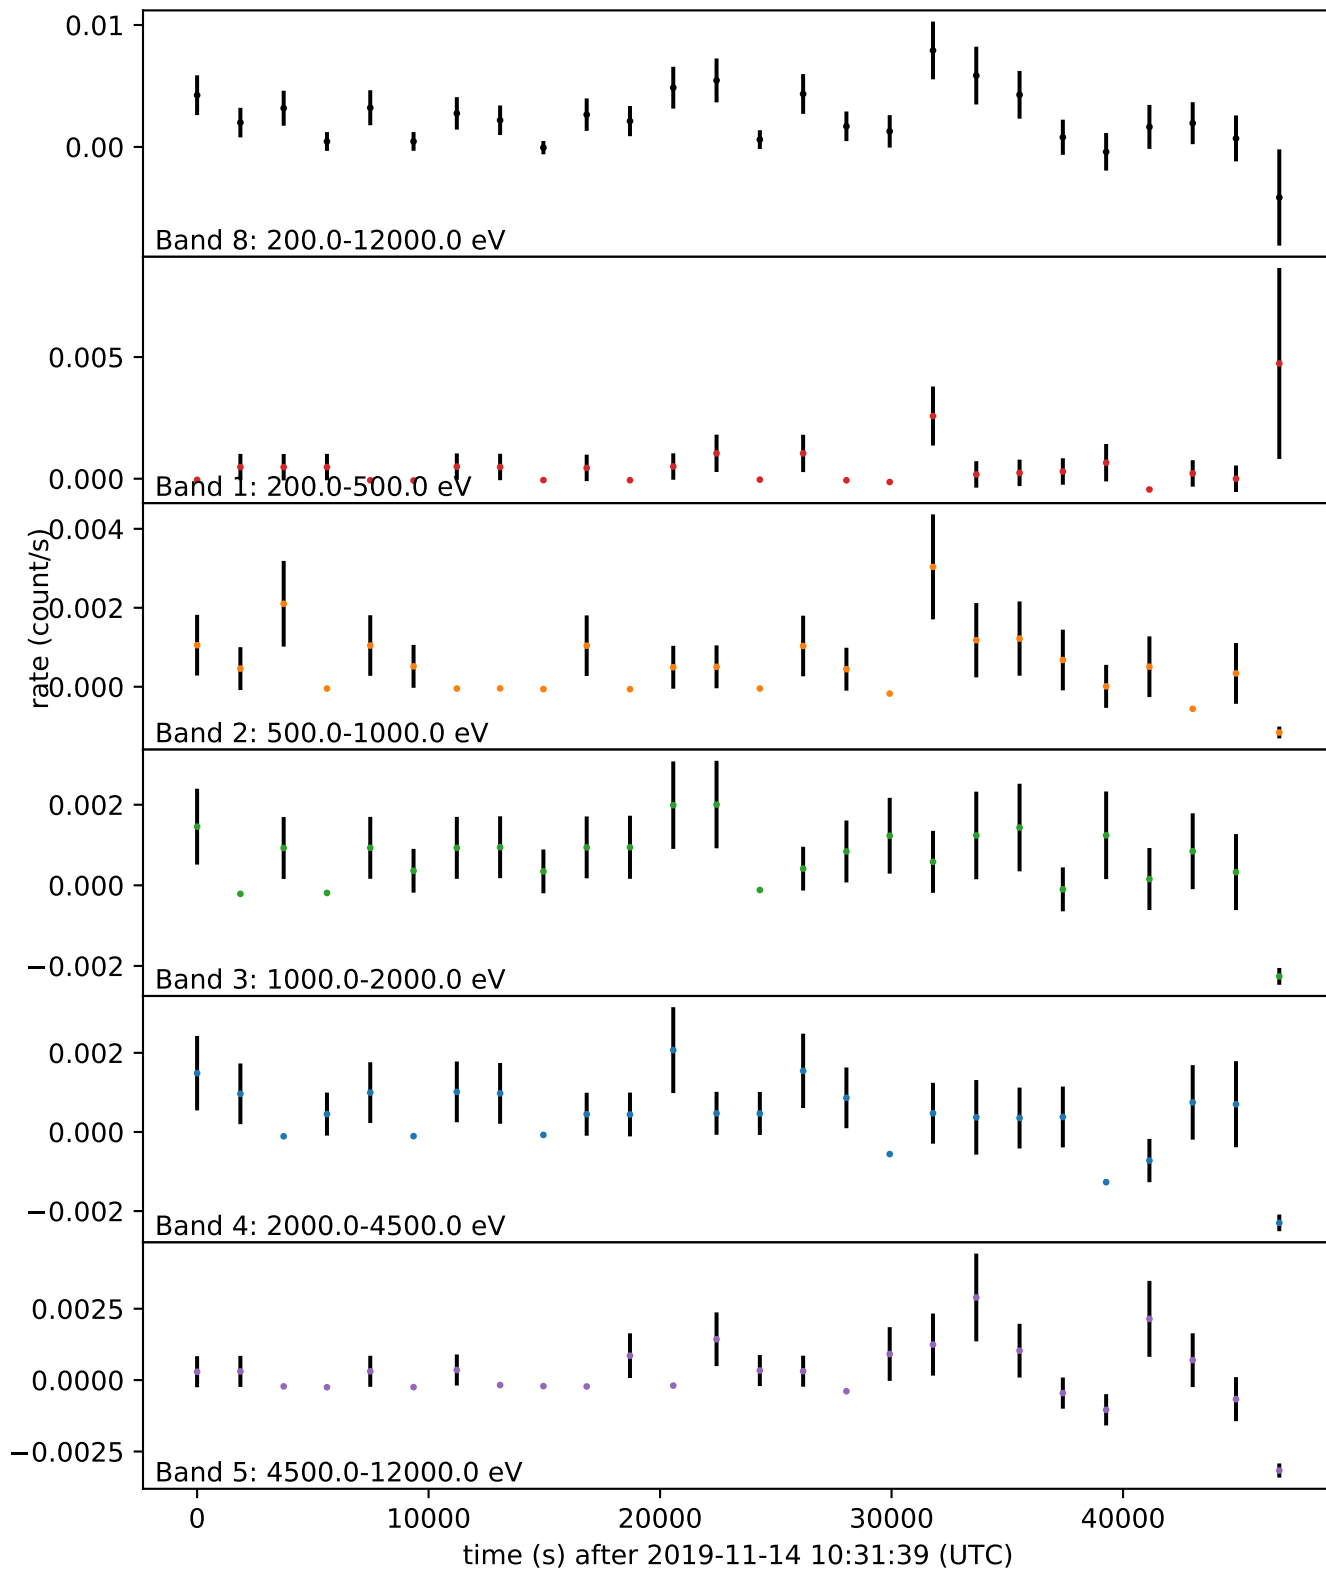 0.01
0.00
Band 8: 200.0-12000.0 eV
0.005
0.000
Band 1: 200.0-500.0 eV
rate (count/s)
0.004
0.002
0.000
Band 2: 500.0-1000.0 eV
0.002
0.000
−0.002
Band 3: 1000.0-2000.0 eV
0.002
0.000
−0.002
Band 4: 2000.0-4500.0 eV
0.0025
0.0000
−0.0025
Band 5: 4500.0-12000.0 eV
0 10000 20000 30000 40000
time (s) after 2019-11-14 10:31:39 (UTC)